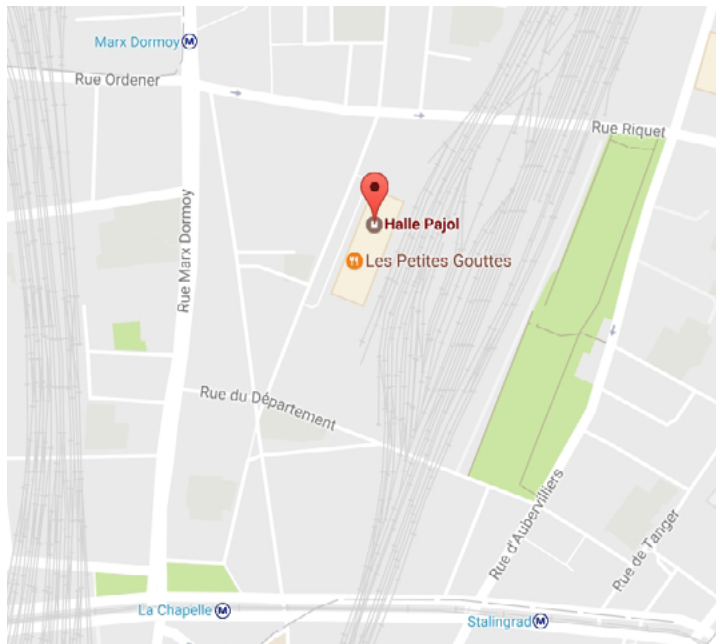 Marx Dormoy M
Rue Ordener
Rue Riquet
Halle Pajol
Les Petites Gouttes
Rue Marx Dormoy
Rue du Département
Rue d'Aubervilliers
Rue de Tanger
La Chapelle M
Stalingrad M